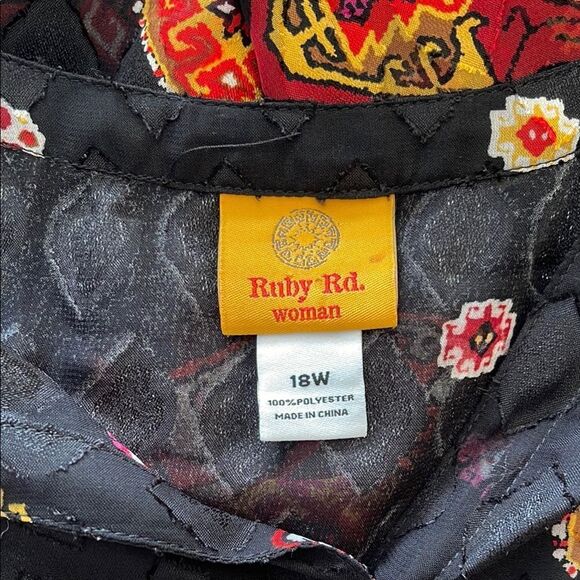 Ruby Rd.
woman
18W
100%POLYESTER
MADE IN CHINA